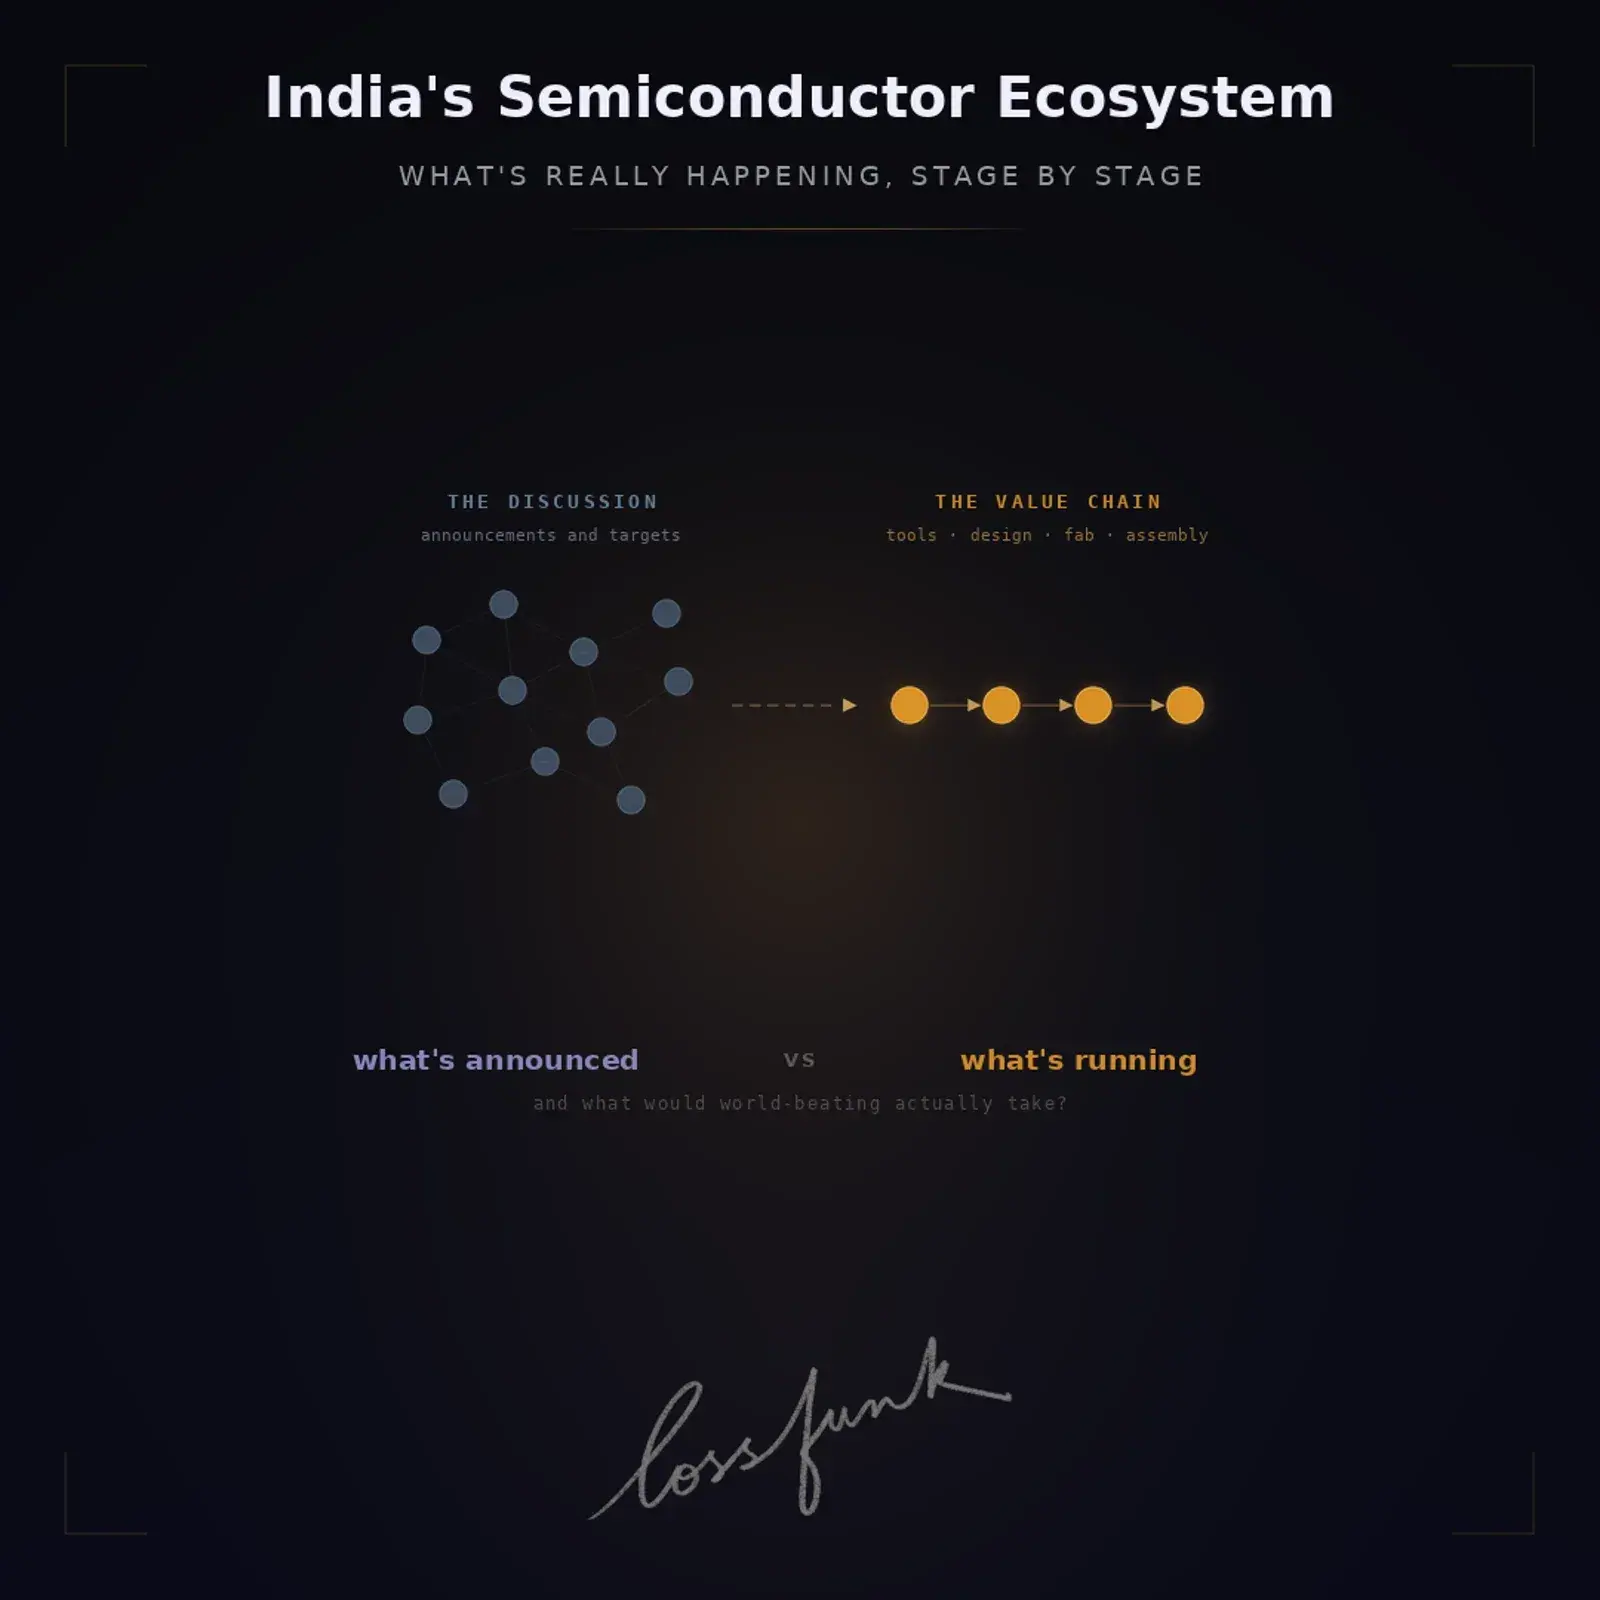 India's Semiconductor Ecosystem
WHAT'S REALLY HAPPENING, STAGE BY STAGE
THE DISCUSSION
announcements and targets
THE VALUE CHAIN
tools · design · fab · assembly
what's announced vs what's running
and what would world-beating actually take?
lossfunk